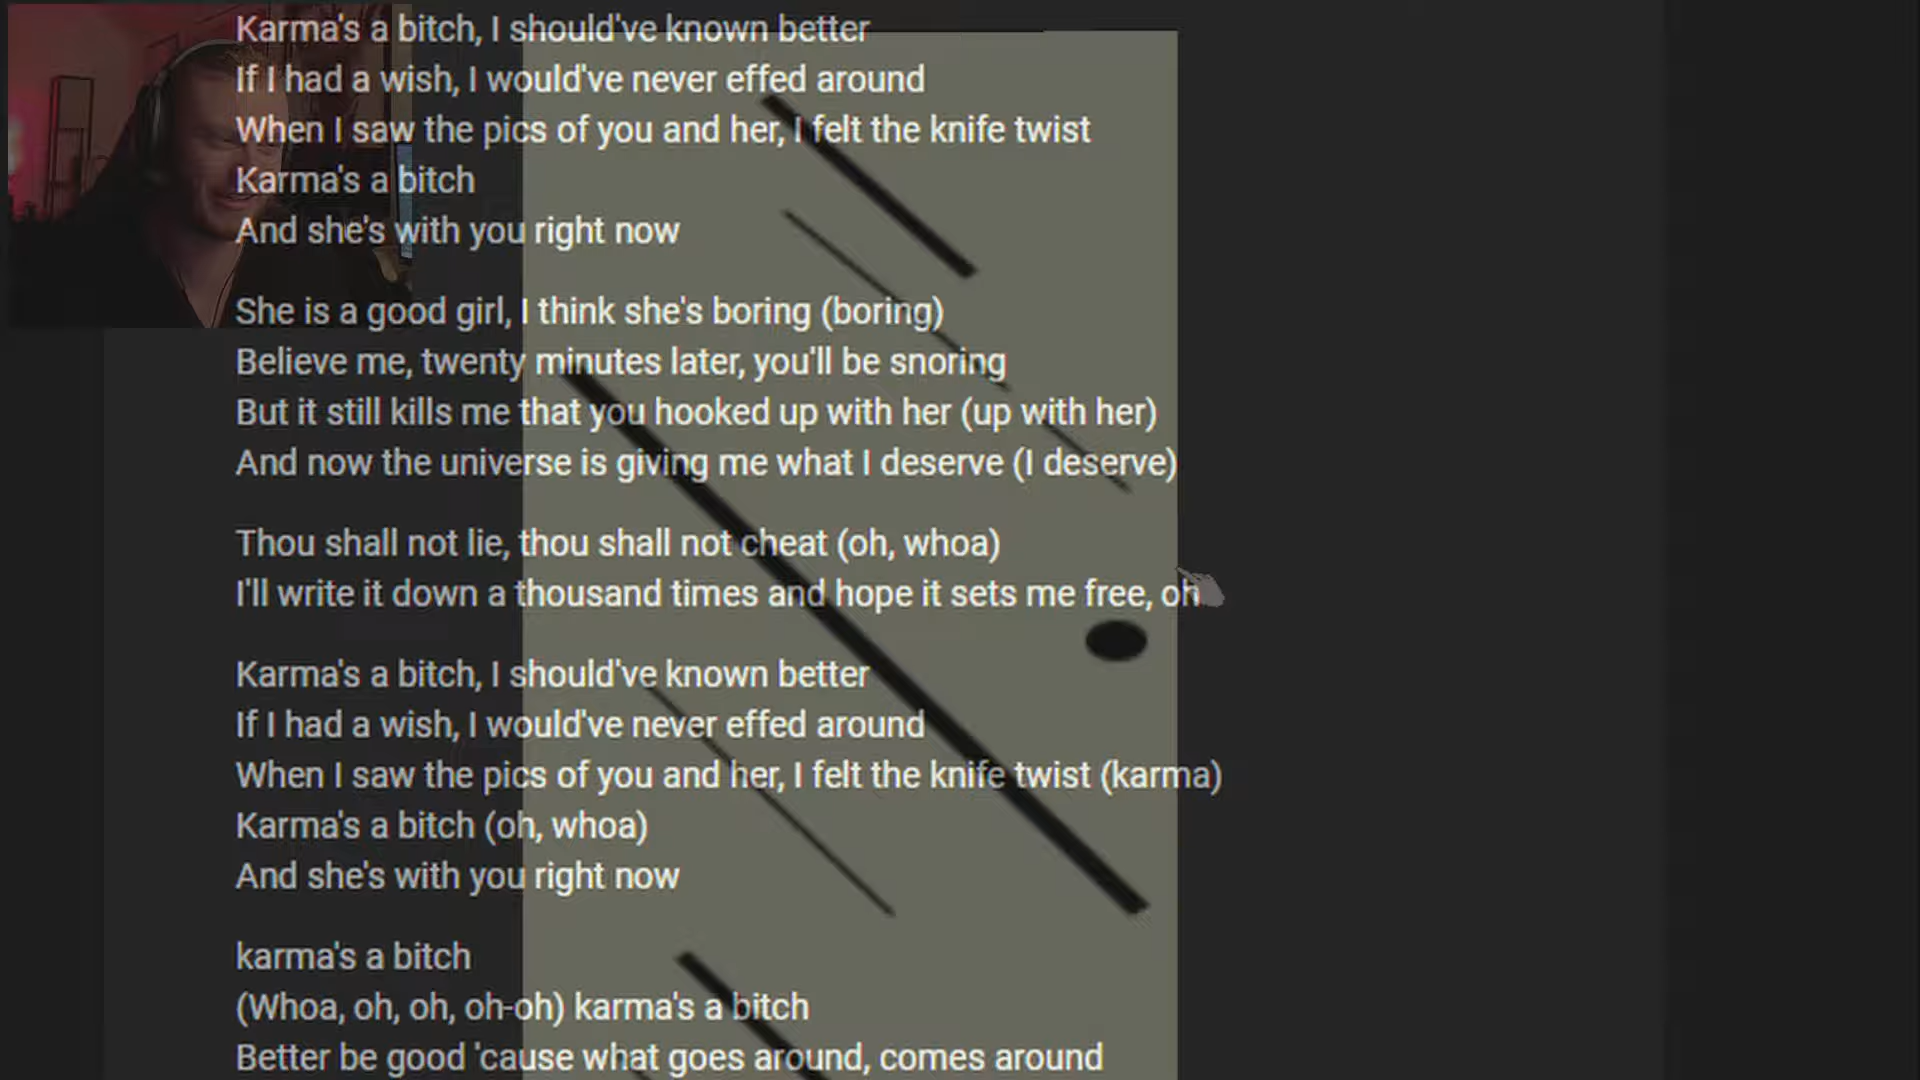 Karma's a bitch, I should've known better
If I had a wish, I would've never effed around
When I saw the pics of you and her, I felt the knife twist
Karma's a bitch
And she's with you right now
She is a good girl, I think she's boring (boring)
Believe me, twenty minutes later, you'll be snoring
But it still kills me that you hooked up with her (up with her)
And now the universe is giving me what I deserve (I deserve)
Thou shall not lie, thou shall not cheat (oh, whoa)
I'll write it down a thousand times and hope it sets me free, oh
Karma's a bitch, I should've known better
If I had a wish, I would've never effed around
When I saw the pics of you and her, I felt the knife twist (karma)
Karma's a bitch (oh, whoa)
And she's with you right now
karma's a bitch
(Whoa, oh, oh, oh-oh) karma's a bitch
Better be good 'cause what goes around, comes around